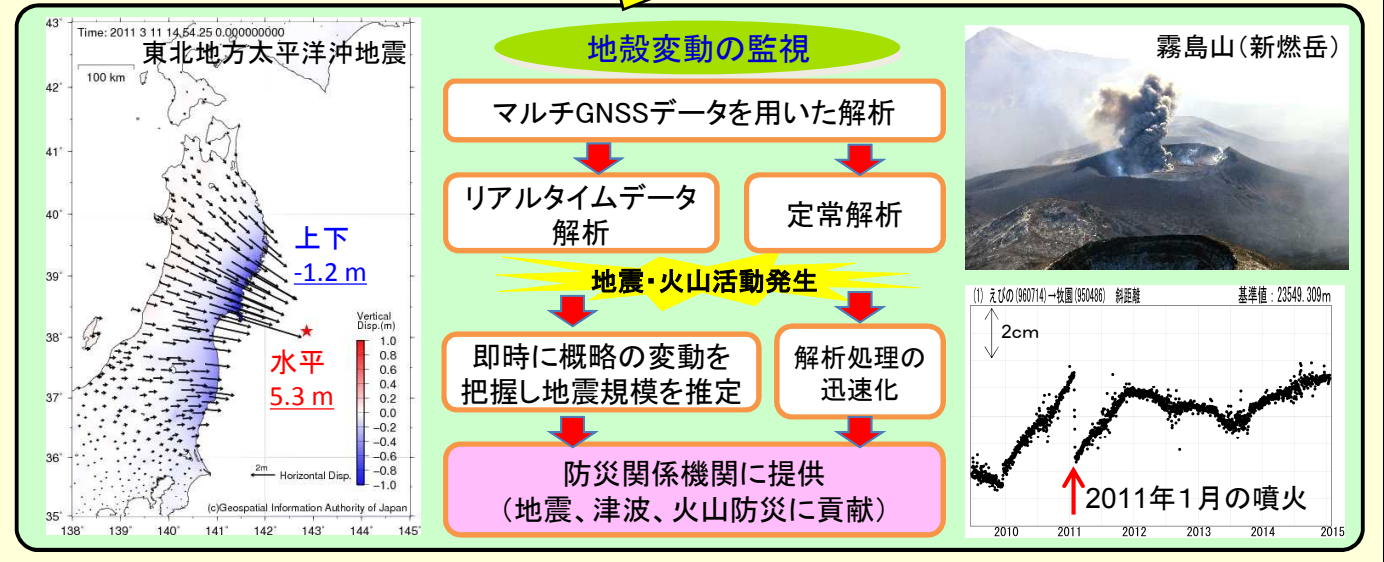 43°
Time: 2011 3 11 14 54.25 0.000000000
東北地方太平洋沖地震
100 km
42°
41°
40°
上下
-1.2 m
39°
38°
水平
5.3 m
37°
36°
35°
138°
139°
140°
141°
142°
143°
144°
145°
Vertical
Disp.(m)
1.0
0.8
0.6
0.4
0.2
0.0
−0.2
−0.4
−0.6
−0.8
−1.0
2m
Horizontal Disp.
(c)Geospatial Information Authority of Japan
地殻変動の監視
マルチGNSSデータを用いた解析
リアルタイムデータ
解析
定常解析
地震・火山活動発生
即時に概略の変動を
把握し地震規模を推定
解析処理の
迅速化
防災関係機関に提供
（地震、津波、火山防災に貢献）
霧島山（新燃岳）
(1) えびの(960714)→牧園(950486) 斜距離
基準値：23549.309m
2cm
2011年1月の噴火
2010
2011
2012
2013
2014
2015